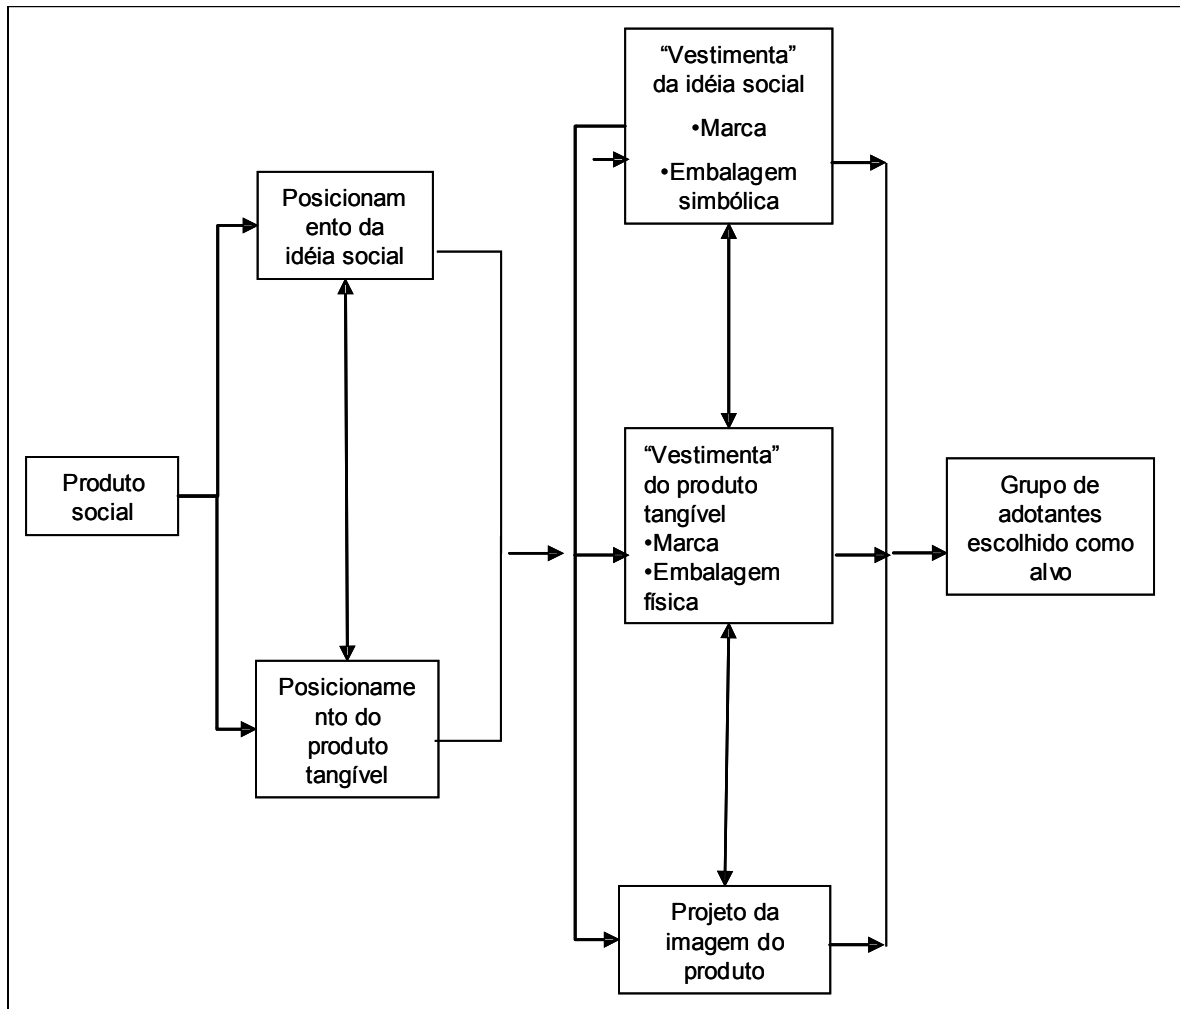 Produto
social
Posicionam
ento da
idéia social
Posicioname
nto do
produto
tangível
“Vestimenta”
da idéia social
•Marca
•Embalagem
simbólica
“Vestimenta”
do produto
tangível
•Marca
•Embalagem
física
Projeto da
imagem do
produto
Grupo de
adotantes
escolhido como
alvo